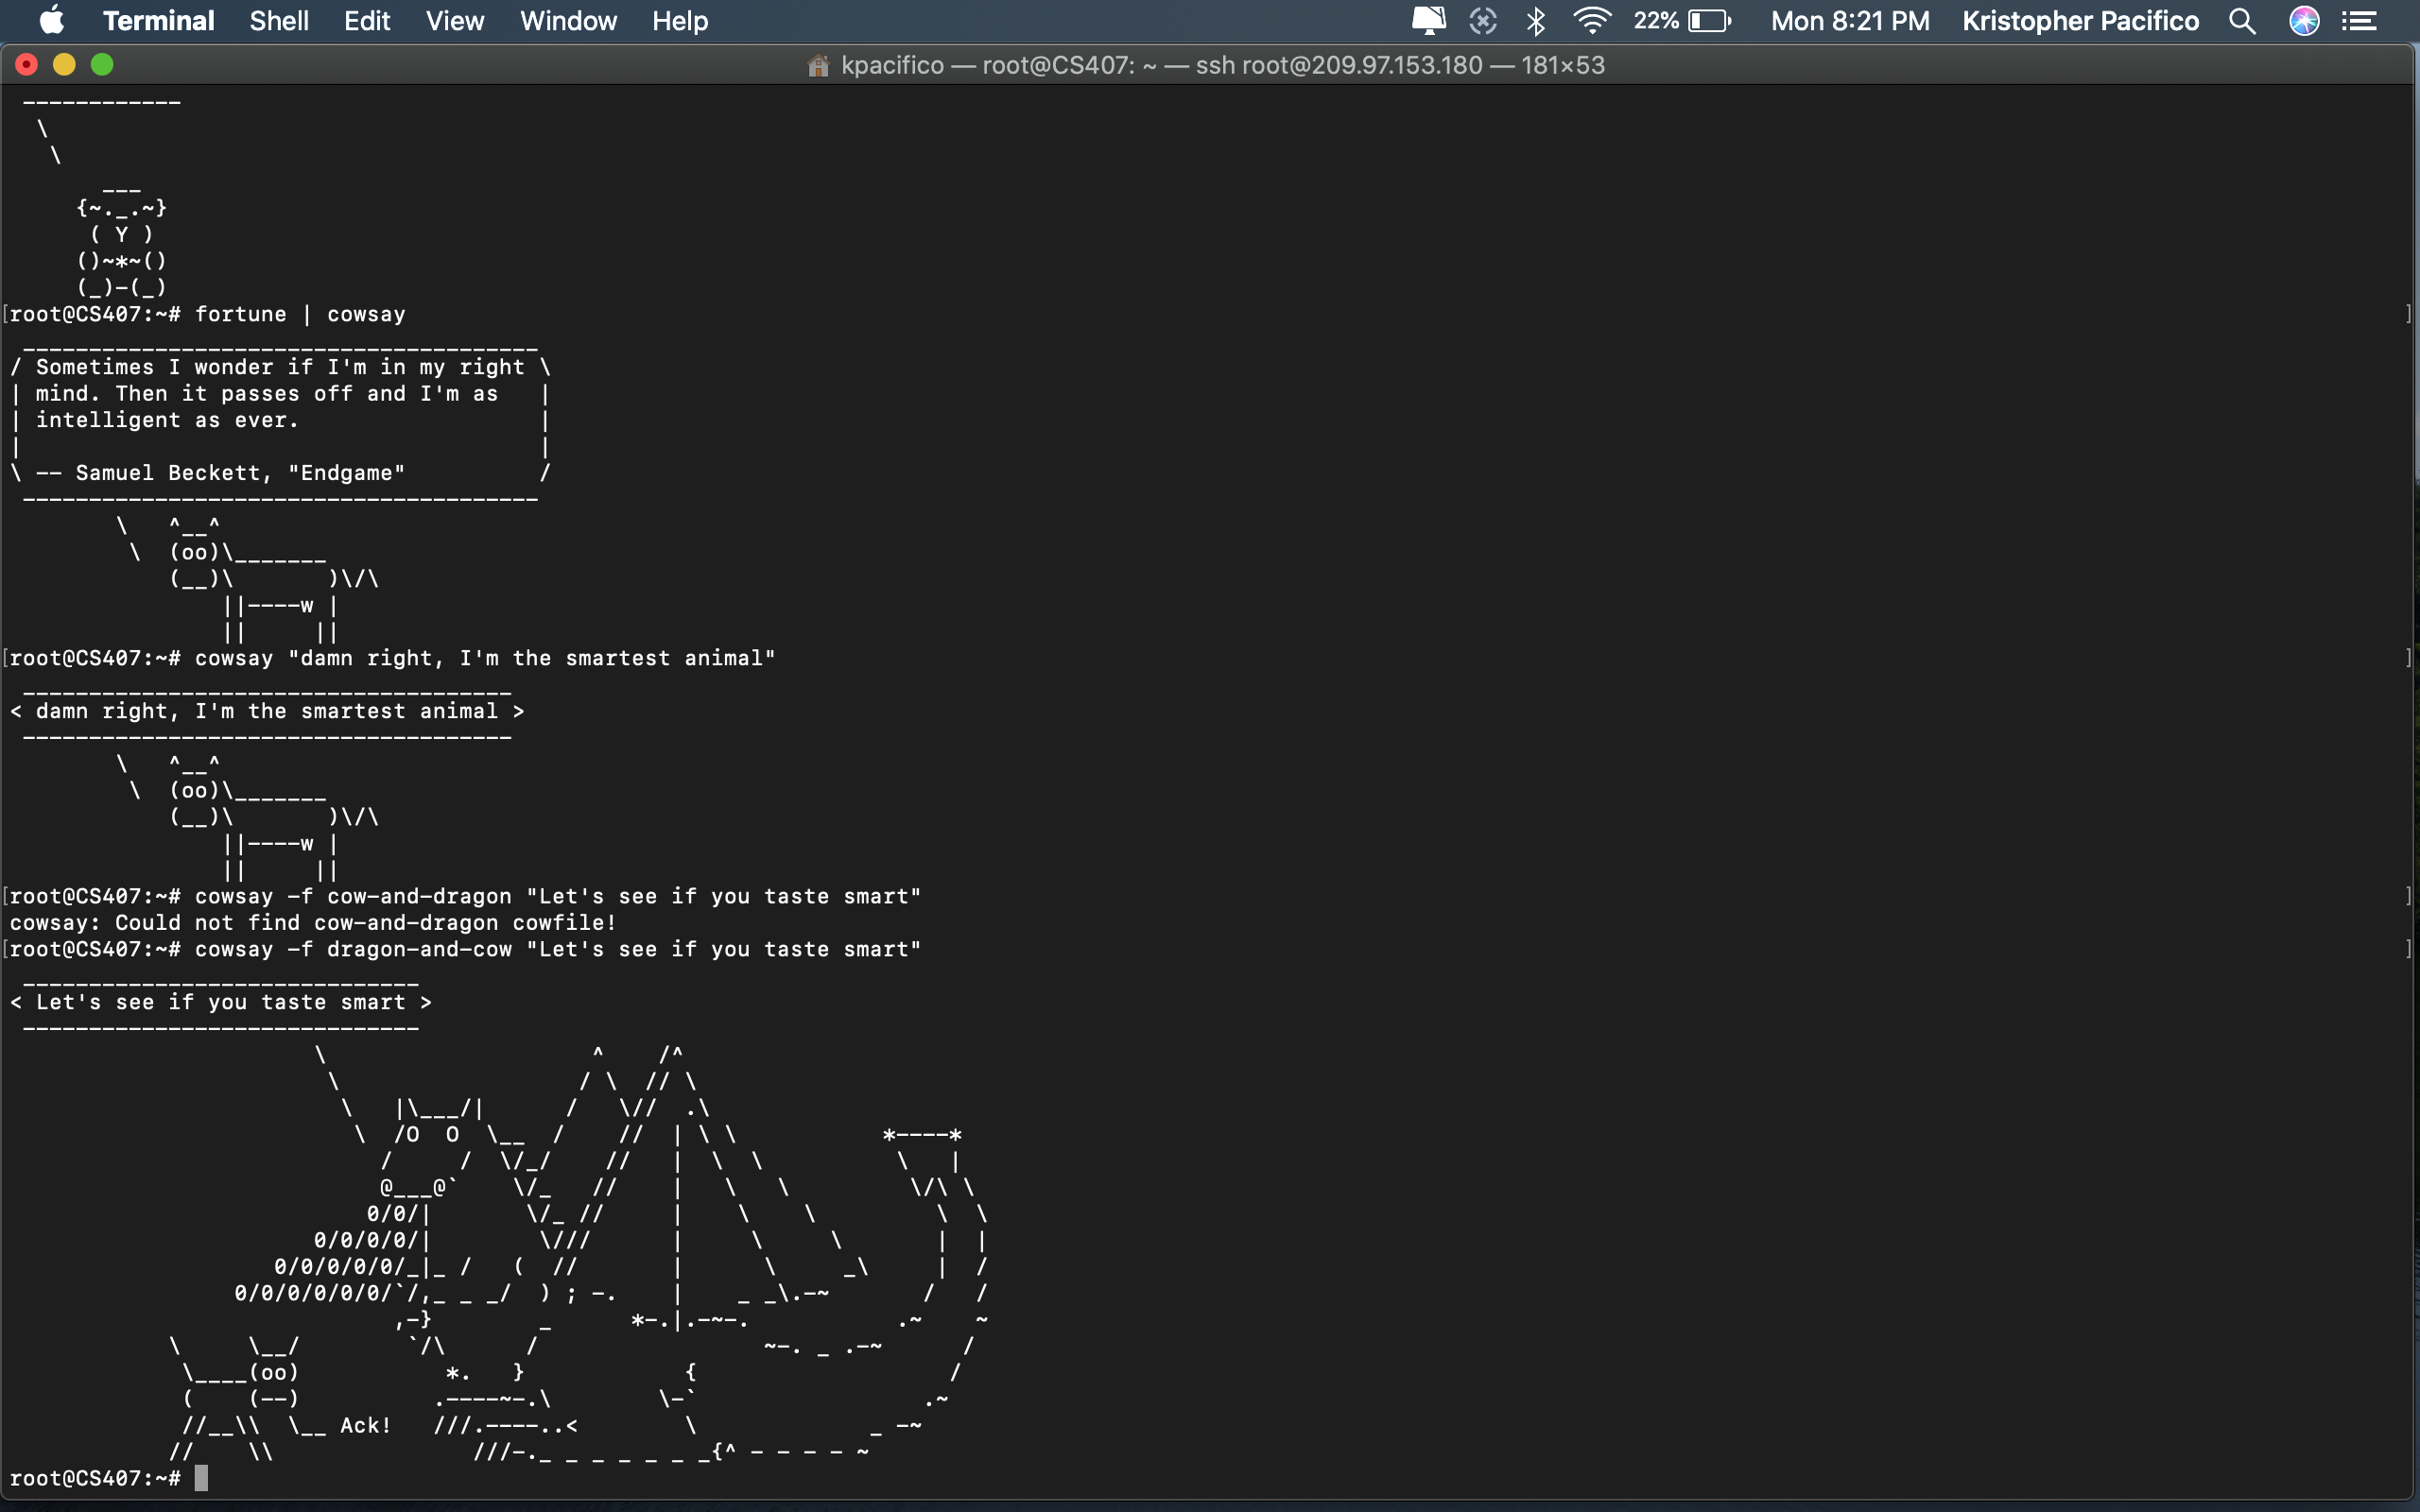 Terminal Shell Edit View Window Help 22% Mon 8:21 PM Kristopher Pacifico
kpacifico — root@CS407: ~ — ssh root@209.97.153.180 — 181×53
 ------------
  \
   \
       ___
     {~._.~}
      ( Y )
     ()~*~()
     (_)-(_)
[root@CS407:~# fortune | cowsay ]
 _______________________________________
/ Sometimes I wonder if I'm in my right \
| mind. Then it passes off and I'm as   |
| intelligent as ever.                  |
|                                       |
\ -- Samuel Beckett, "Endgame"          /
 ---------------------------------------
        \   ^__^
         \  (oo)\_______
            (__)\       )\/\
                ||----w |
                ||     ||
[root@CS407:~# cowsay "damn right, I'm the smartest animal" ]
 _____________________________________
< damn right, I'm the smartest animal >
 -------------------------------------
        \   ^__^
         \  (oo)\_______
            (__)\       )\/\
                ||----w |
                ||     ||
[root@CS407:~# cowsay -f cow-and-dragon "Let's see if you taste smart" ]
cowsay: Could not find cow-and-dragon cowfile!
[root@CS407:~# cowsay -f dragon-and-cow "Let's see if you taste smart" ]
 ______________________________
< Let's see if you taste smart >
 ------------------------------
                       \                    ^    /^
                        \                  / \  // \
                         \   |\___/|      /   \//  .\
                          \  /O  O  \__  /    //  | \ \           *----*
                            /     /  \/_/    //   |  \  \          \   |
                            @___@`    \/_   //    |   \   \         \/\ \
                           0/0/|       \/_ //     |    \    \         \  \
                       0/0/0/0/|        \///      |     \     \       |  |
                    0/0/0/0/0/_|_ /   (  //       |      \     _\     |  /
                 0/0/0/0/0/0/`/,_ _ _/  ) ; -.    |    _ _\.-~       /   /
                             ,-}        _      *-.|.-~-.           .~    ~
            \     \__/        `/\      /                 ~-. _ .-~      /
             \____(oo)           *.   }            {                   /
             (    (--)          .----~-.\        \-`                 .~
             //__\\  \__ Ack!   ///.----..<        \             _ -~
            //    \\               ///-._ _ _ _ _ _ _{^ - - - - ~
root@CS407:~#